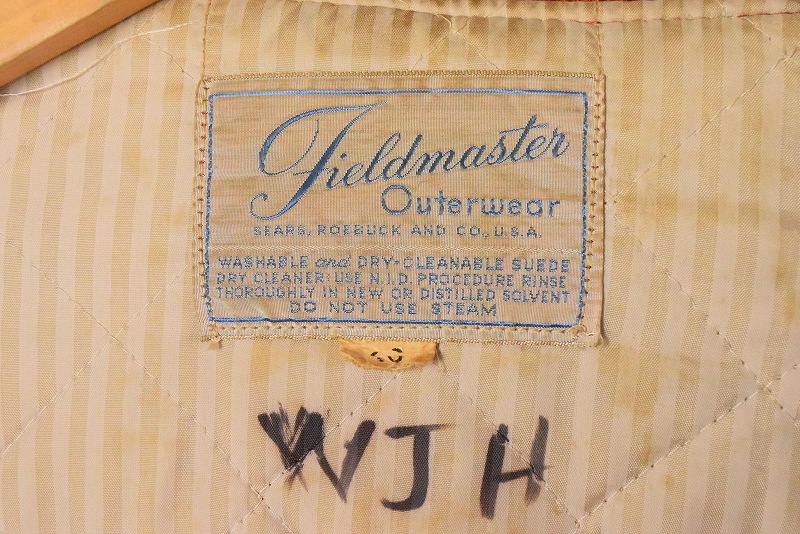 Fieldmaster
Outerwear
SEARS, ROEBUCK AND CO., U.S.A.
WASHABLE and DRY-CLEANABLE SUEDE
DRY CLEANER: USE N.I.D. PROCEDURE RINSE
THOROUGHLY IN NEW OR DISTILLED SOLVENT
DO NOT USE STEAM
WJH